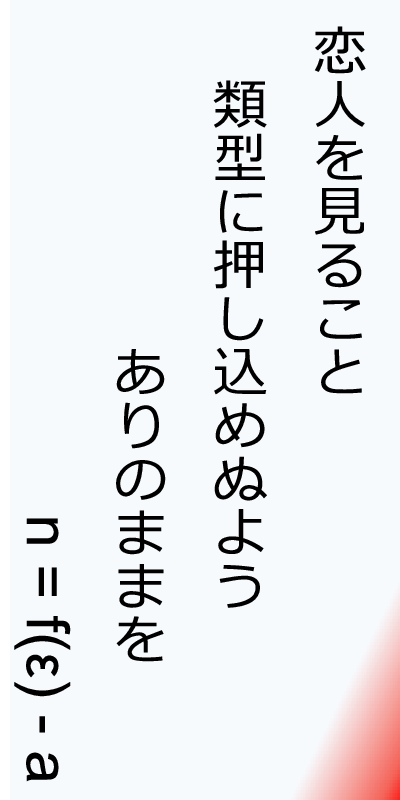 恋人を見ること
類型に押し込めぬよう
ありのままを
n = f(ε) - a